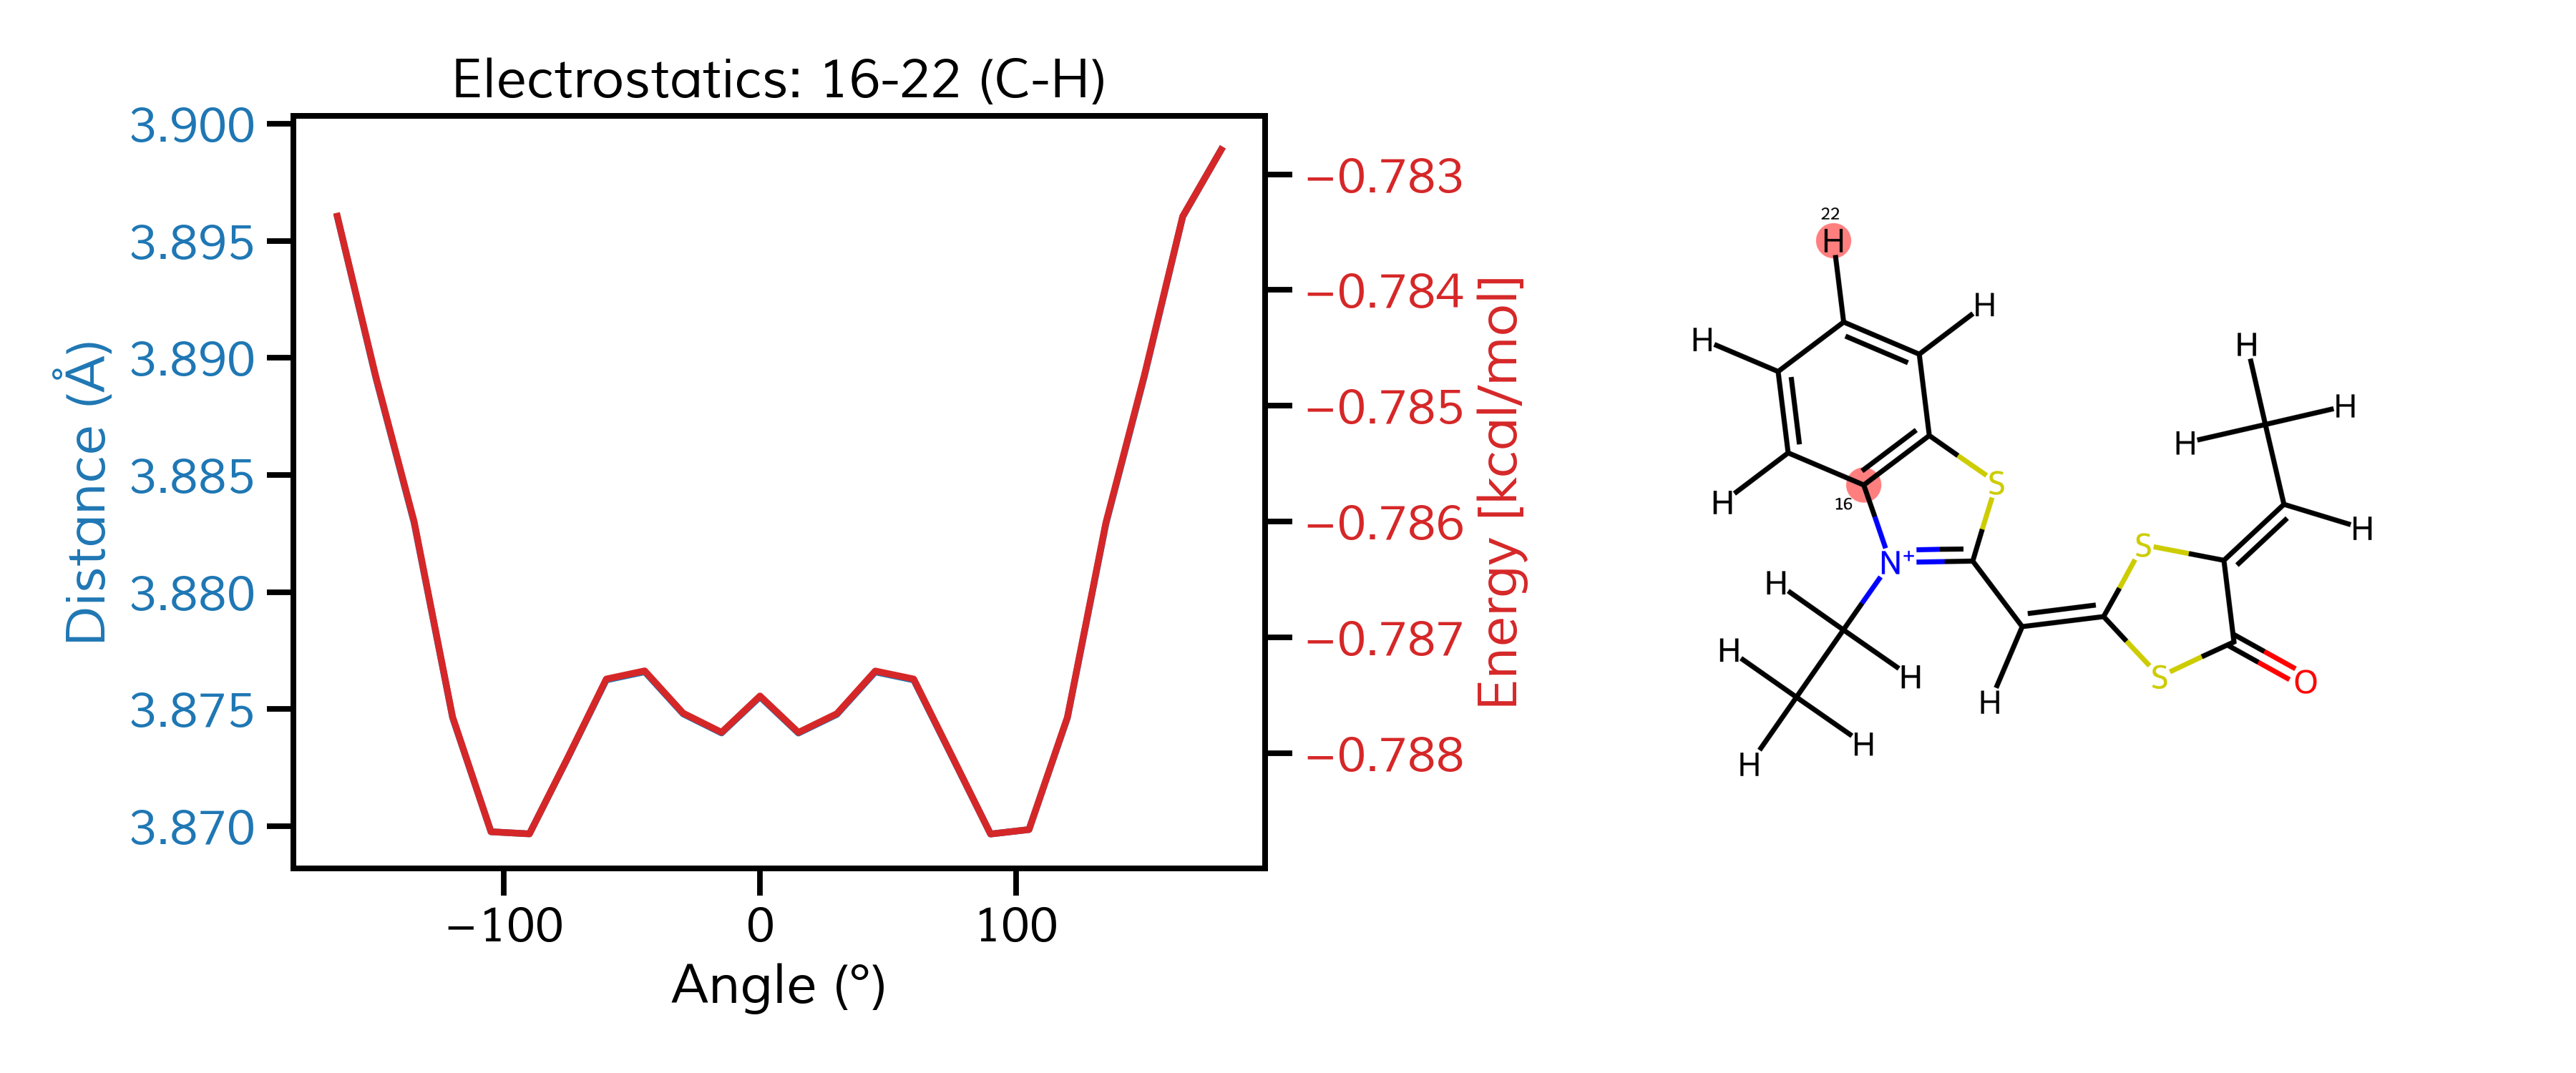 Electrostatics: 16-22 (C-H)
Distance (Å)
3.900
3.895
3.890
3.885
3.880
3.875
3.870
−100
0
100
Angle (°)
−0.783
−0.784
−0.785
−0.786
−0.787
−0.788
Energy [kcal/mol]
22
H
H
H
H
H
H
H
S
16
H
S
N+
H
H
H
S
O
H
H
H